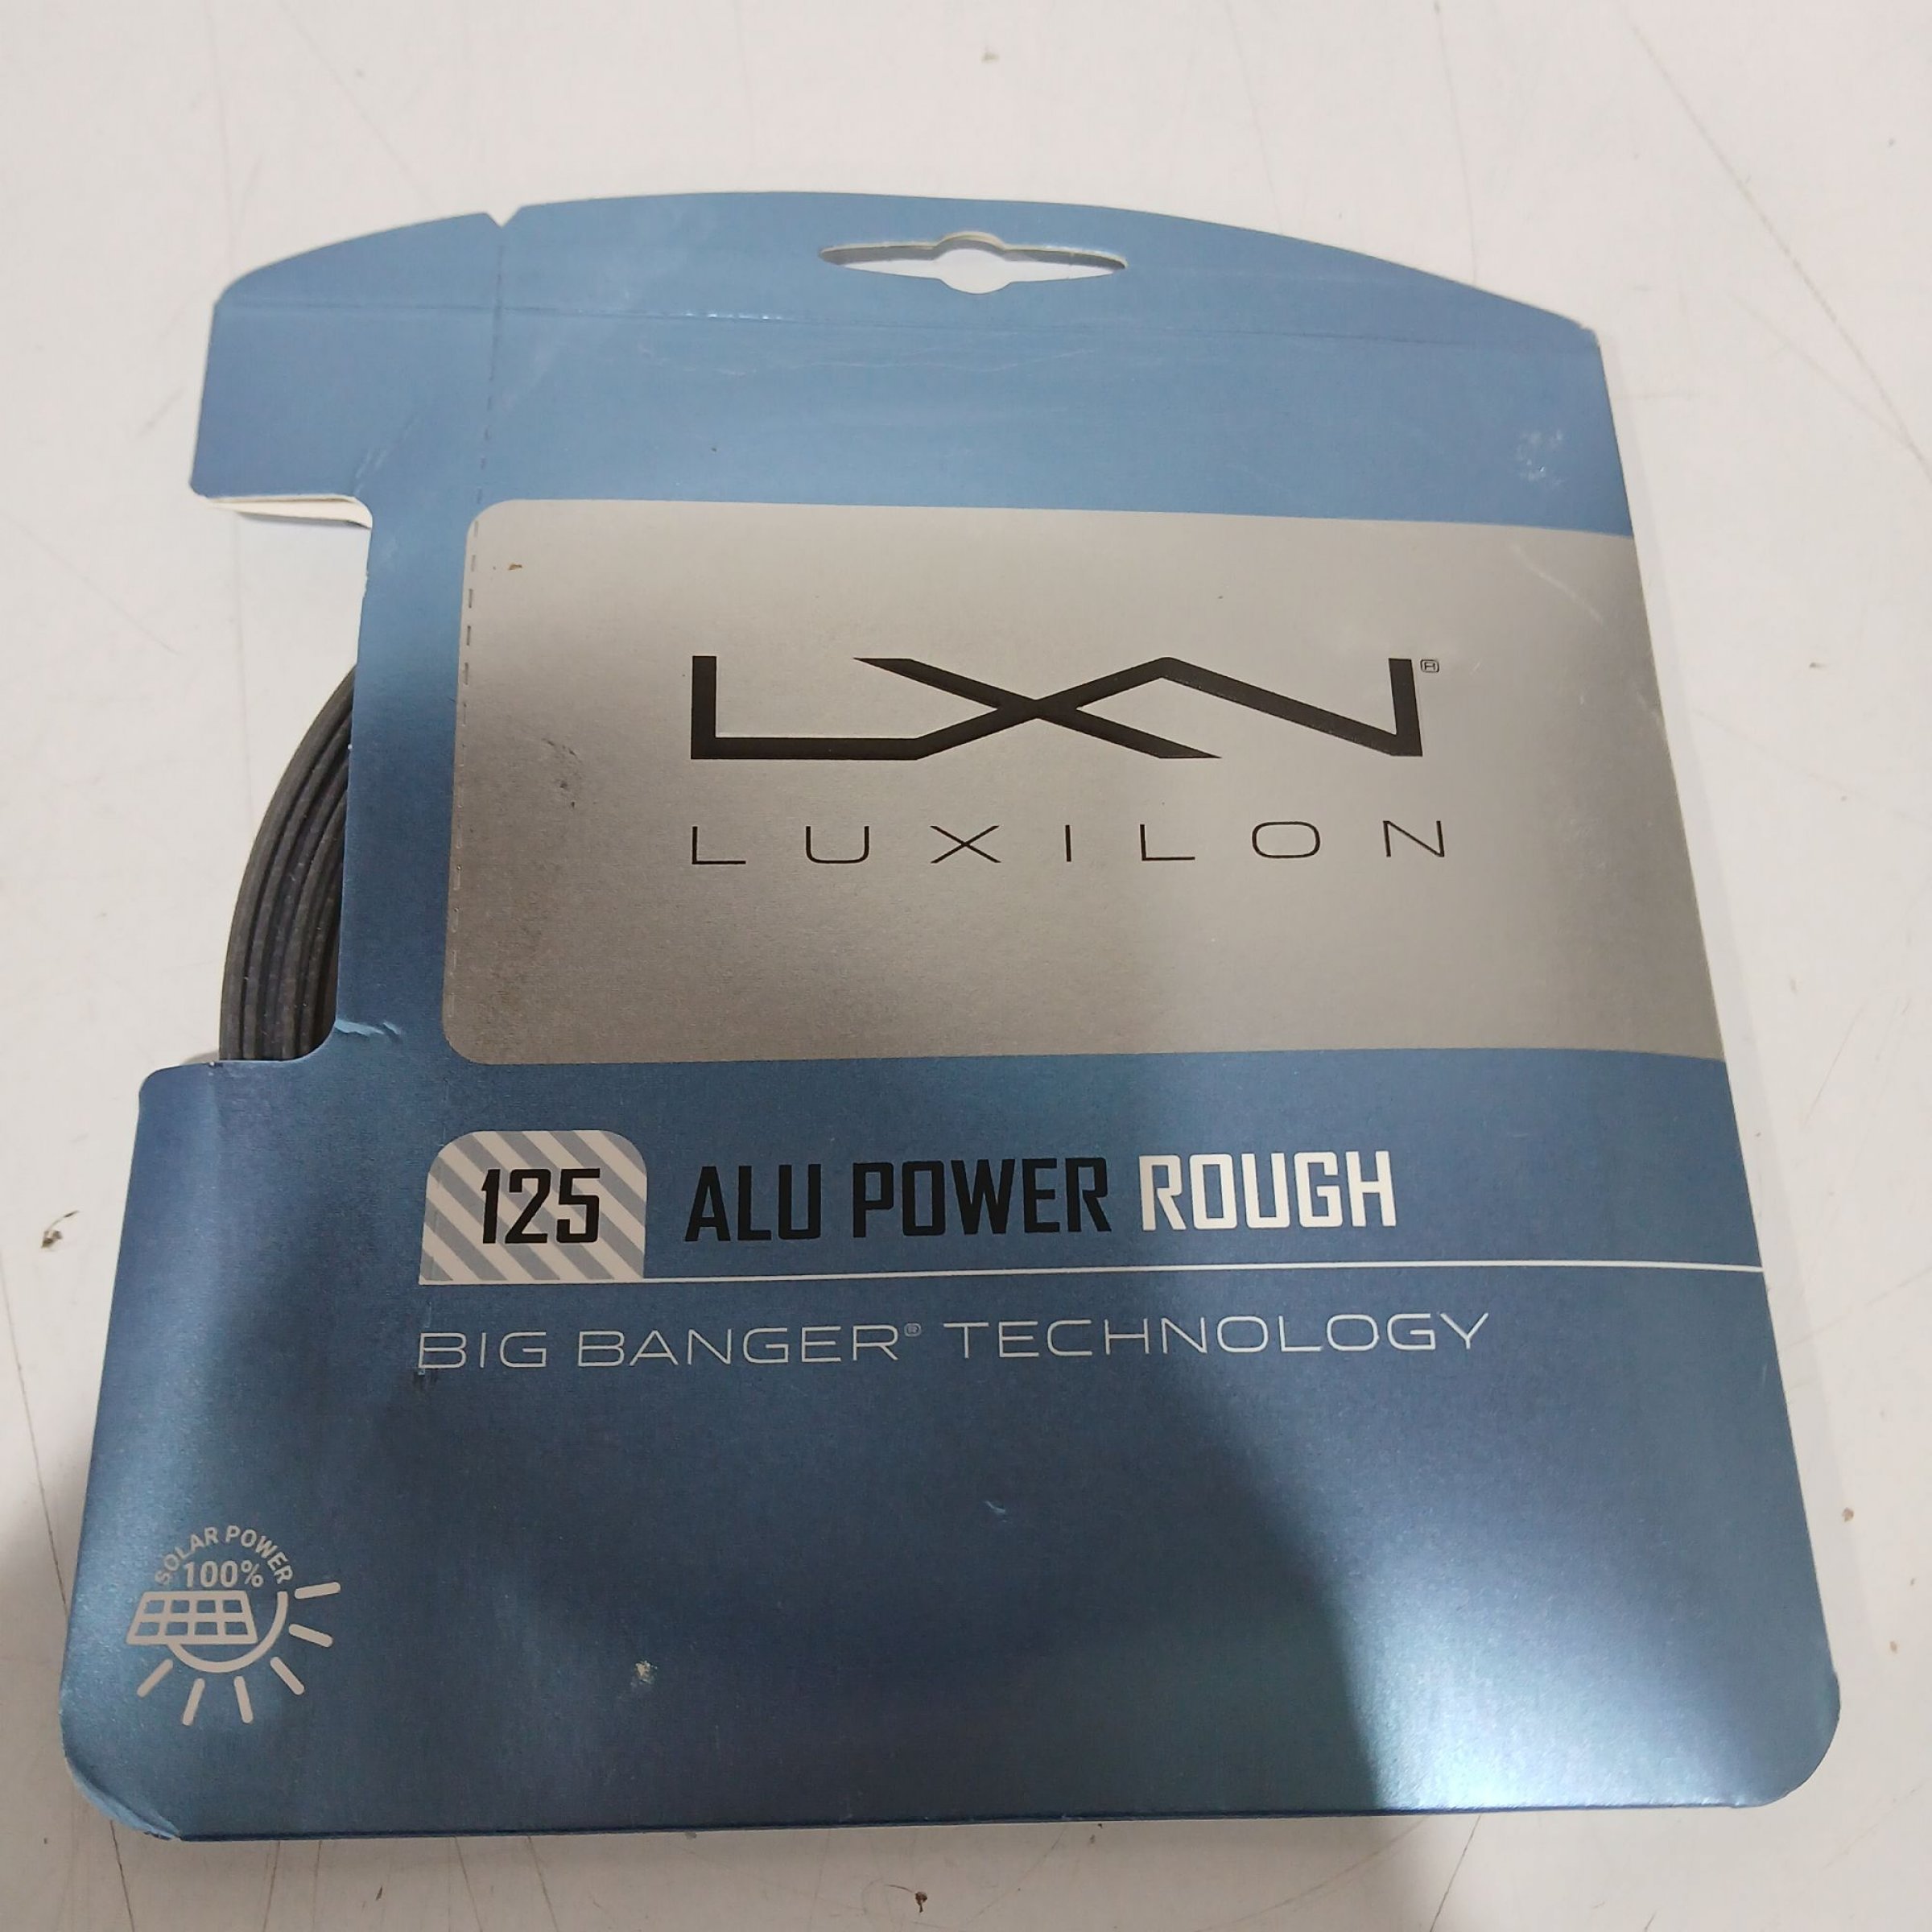 LXN®
LUXILON
125 ALU POWER ROUGH
BIG BANGER® TECHNOLOGY
SOLAR POWER
100%